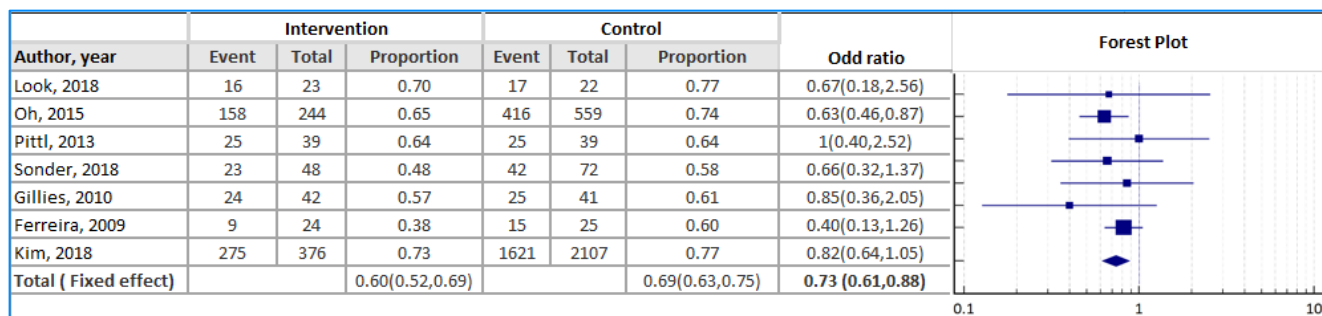 Intervention Control Forest Plot
Author, year Event Total Proportion Event Total Proportion Odd ratio
Look, 2018 16 23 0.70 17 22 0.77 0.67(0.18,2.56)
Oh, 2015 158 244 0.65 416 559 0.74 0.63(0.46,0.87)
Pittl, 2013 25 39 0.64 25 39 0.64 1(0.40,2.52)
Sonder, 2018 23 48 0.48 42 72 0.58 0.66(0.32,1.37)
Gillies, 2010 24 42 0.57 25 41 0.61 0.85(0.36,2.05)
Ferreira, 2009 9 24 0.38 15 25 0.60 0.40(0.13,1.26)
Kim, 2018 275 376 0.73 1621 2107 0.77 0.82(0.64,1.05)
Total ( Fixed effect) 0.60(0.52,0.69) 0.69(0.63,0.75) 0.73 (0.61,0.88)
0.1 1 10